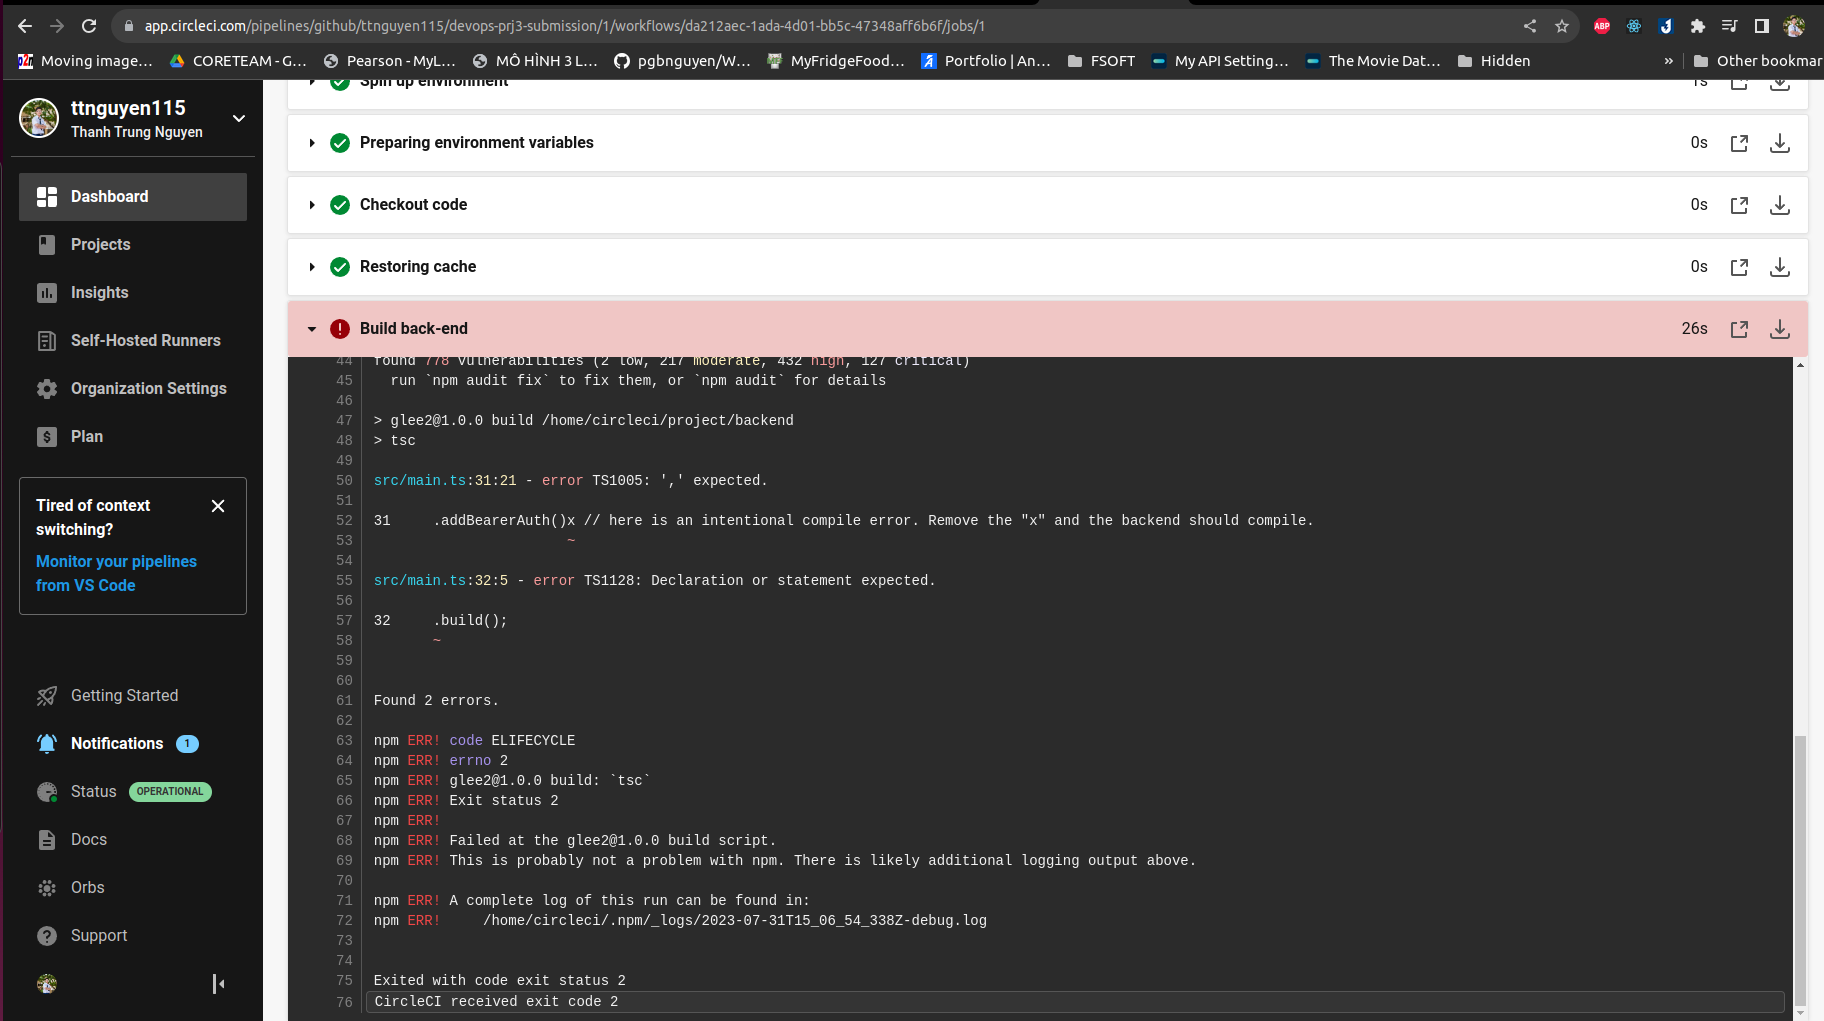 app.circleci.com/pipelines/github/ttnguyen115/devops-prj3-submission/1/workflows/da212aec-1ada-4d01-bb5c-47348aff6b6f/jobs/1
ABP
Moving image...
CORETEAM - G...
Pearson - MyL...
MÔ HÌNH 3 L...
pgbnguyen/W...
MyFridgeFood...
Portfolio | An...
FSOFT
My API Setting...
The Movie Dat...
Hidden
»
Other bookmar
ttnguyen115
Thanh Trung Nguyen
Dashboard
Projects
Insights
Self-Hosted Runners
Organization Settings
Plan
Tired of context
switching?
Monitor your pipelines
from VS Code
Getting Started
Notifications 1
Status OPERATIONAL
Docs
Orbs
Support
Spin up environment 1s
Preparing environment variables 0s
Checkout code 0s
Restoring cache 0s
Build back-end 26s
44 found 778 vulnerabilities (2 low, 217 moderate, 432 high, 127 critical)
45 run `npm audit fix` to fix them, or `npm audit` for details
46
47 > glee2@1.0.0 build /home/circleci/project/backend
48 > tsc
49
50 src/main.ts:31:21 - error TS1005: ',' expected.
51
52 31 .addBearerAuth()x // here is an intentional compile error. Remove the "x" and the backend should compile.
53 ~
54
55 src/main.ts:32:5 - error TS1128: Declaration or statement expected.
56
57 32 .build();
58 ~
59
60
61 Found 2 errors.
62
63 npm ERR! code ELIFECYCLE
64 npm ERR! errno 2
65 npm ERR! glee2@1.0.0 build: `tsc`
66 npm ERR! Exit status 2
67 npm ERR!
68 npm ERR! Failed at the glee2@1.0.0 build script.
69 npm ERR! This is probably not a problem with npm. There is likely additional logging output above.
70
71 npm ERR! A complete log of this run can be found in:
72 npm ERR! /home/circleci/.npm/_logs/2023-07-31T15_06_54_338Z-debug.log
73
74
75 Exited with code exit status 2
76 CircleCI received exit code 2